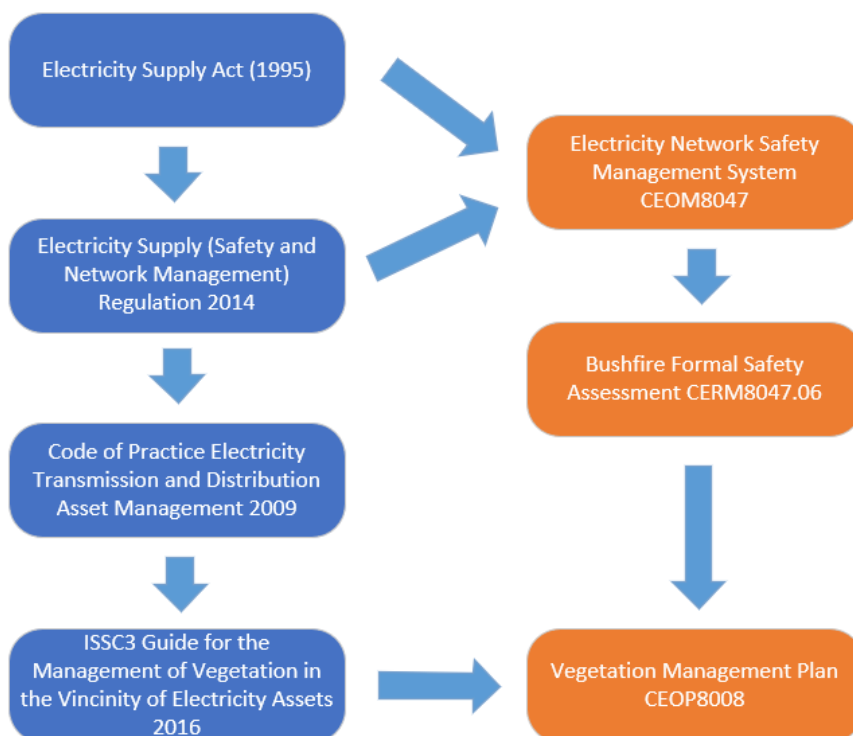 Electricity Supply Act (1995)
Electricity Supply (Safety and
Network Management)
Regulation 2014
Code of Practice Electricity
Transmission and Distribution
Asset Management 2009
ISSC3 Guide for the
Management of Vegetation in
the Vincinity of Electricity Assets
2016
Electricity Network Safety
Management System
CEOM8047
Bushfire Formal Safety
Assessment CERM8047.06
Vegetation Management Plan
CEOP8008